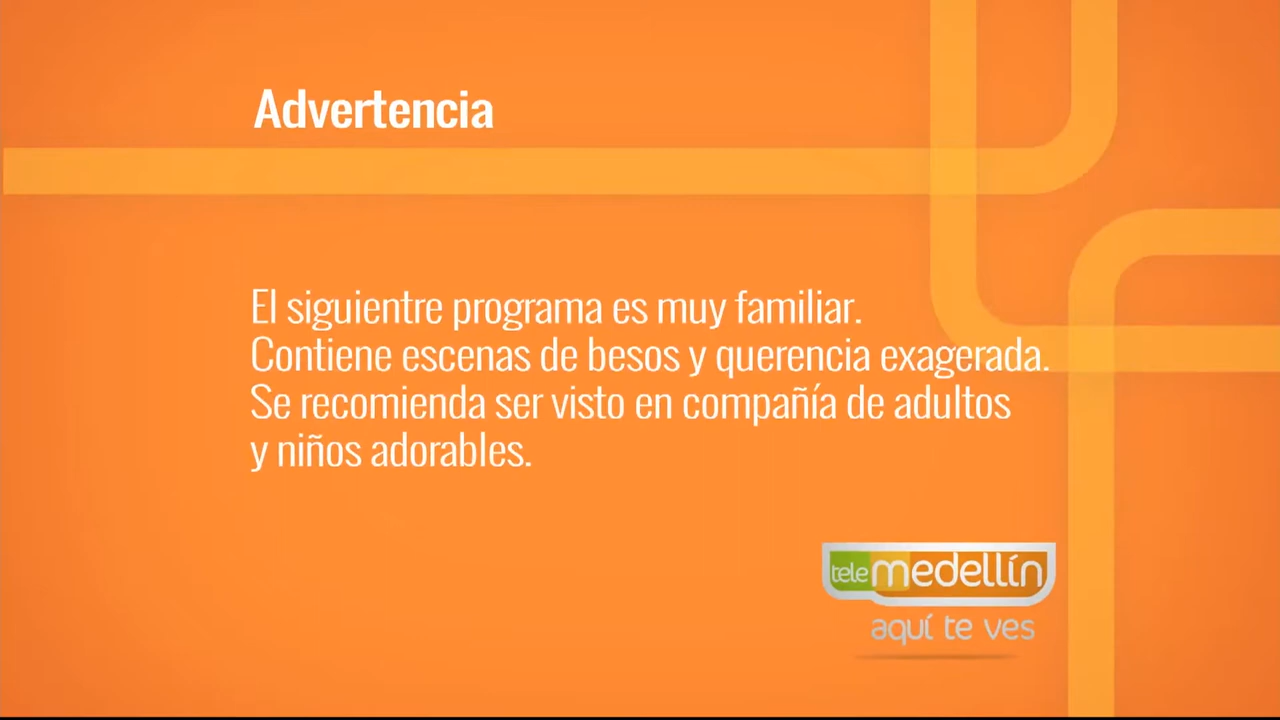 Advertencia
El siguientre programa es muy familiar.
Contiene escenas de besos y querencia exagerada.
Se recomienda ser visto en compañía de adultos
y niños adorables.
telemedellín
aquí te ves